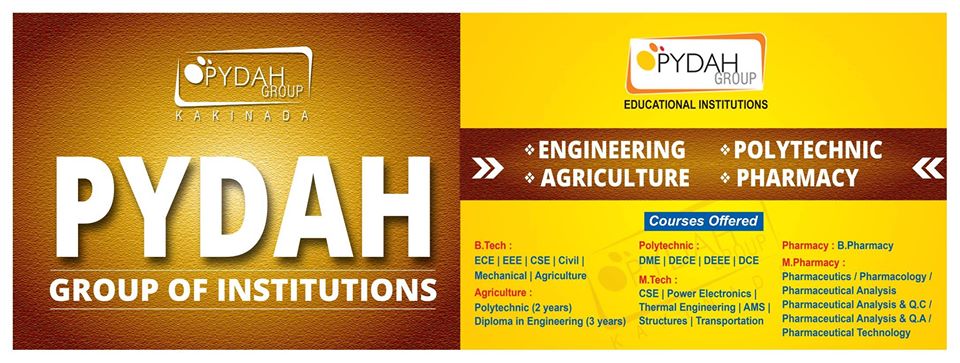 PYDAH
GROUP
KAKINADA
PYDAH
GROUP OF INSTITUTIONS
PYDAH
GROUP
EDUCATIONAL INSTITUTIONS
❖ ENGINEERING
❖ POLYTECHNIC
❖ AGRICULTURE
❖ PHARMACY
Courses Offered
B.Tech :
ECE | EEE | CSE | Civil |
Mechanical | Agriculture
Agriculture :
Polytechnic (2 years)
Diploma in Engineering (3 years)
Polytechnic :
DME | DECE | DEEE | DCE
M.Tech :
CSE | Power Electronics |
Thermal Engineering | AMS |
Structures | Transportation
Pharmacy : B.Pharmacy
M.Pharmacy :
Pharmaceutics / Pharmacology /
Pharmaceutical Analysis
Pharmaceutical Analysis & Q.C /
Pharmaceutical Analysis & Q.A /
Pharmaceutical Technology
PYDAH
GROUP